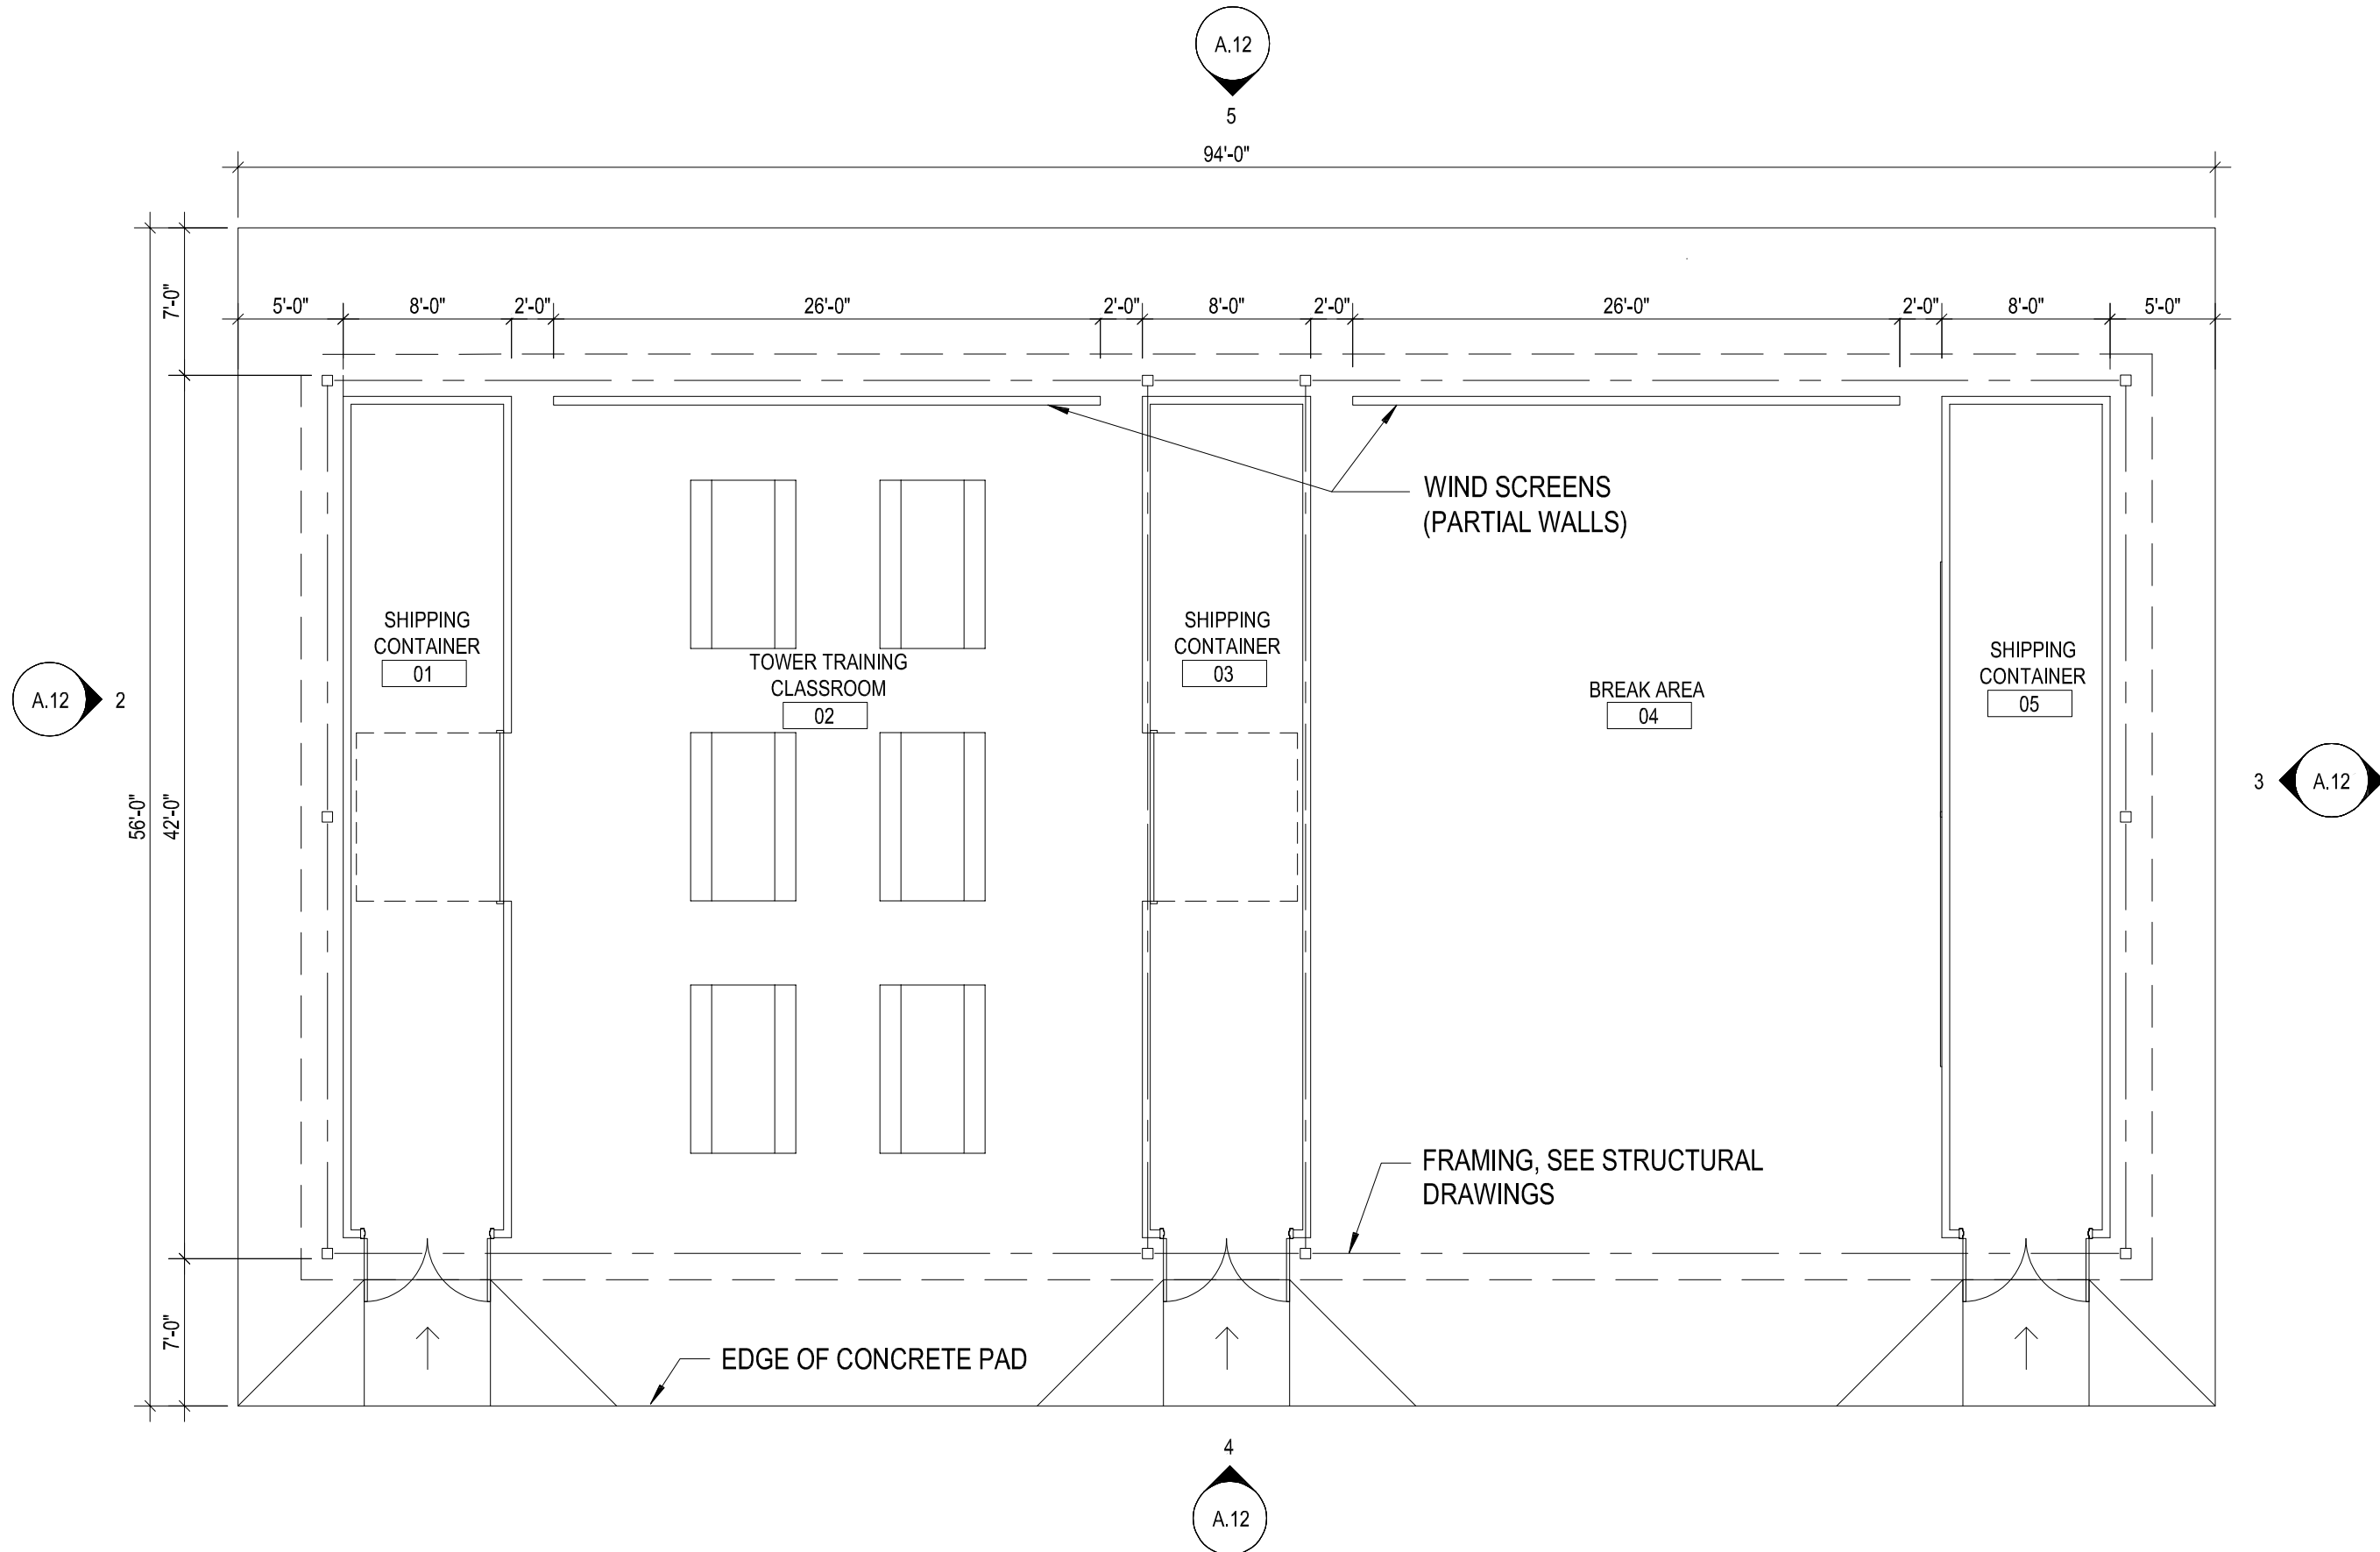 A.12
5
94'-0"
7'-0"
5'-0" 8'-0" 2'-0" 26'-0" 2'-0" 8'-0" 2'-0" 26'-0" 2'-0" 8'-0" 5'-0"
WIND SCREENS
(PARTIAL WALLS)
SHIPPING
CONTAINER
01
TOWER TRAINING
CLASSROOM
02
SHIPPING
CONTAINER
03
BREAK AREA
04
SHIPPING
CONTAINER
05
A.12 2
3 A.12
56'-0"
42'-0"
FRAMING, SEE STRUCTURAL
DRAWINGS
7'-0"
EDGE OF CONCRETE PAD
4
A.12